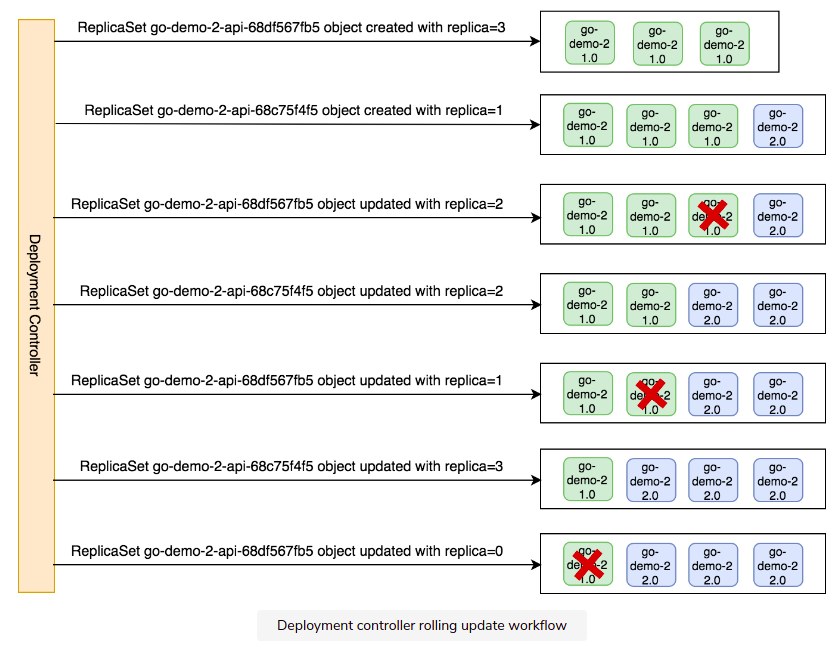 Deployment Controller
ReplicaSet go-demo-2-api-68df567fb5 object created with replica=3
go-
demo-2
1.0
go-
demo-2
1.0
go-
demo-2
1.0
ReplicaSet go-demo-2-api-68c75f4f5 object created with replica=1
go-
demo-2
1.0
go-
demo-2
1.0
go-
demo-2
1.0
go-
demo-2
2.0
ReplicaSet go-demo-2-api-68df567fb5 object updated with replica=2
go-
demo-2
1.0
go-
demo-2
1.0
go-
demo-2
1.0
go-
demo-2
2.0
ReplicaSet go-demo-2-api-68c75f4f5 object updated with replica=2
go-
demo-2
1.0
go-
demo-2
1.0
go-
demo-2
2.0
go-
demo-2
2.0
ReplicaSet go-demo-2-api-68df567fb5 object updated with replica=1
go-
demo-2
1.0
go-
demo-2
1.0
go-
demo-2
2.0
go-
demo-2
2.0
ReplicaSet go-demo-2-api-68c75f4f5 object updated with replica=3
go-
demo-2
1.0
go-
demo-2
2.0
go-
demo-2
2.0
go-
demo-2
2.0
ReplicaSet go-demo-2-api-68df567fb5 object updated with replica=0
go-
demo-2
1.0
go-
demo-2
2.0
go-
demo-2
2.0
go-
demo-2
2.0
Deployment controller rolling update workflow